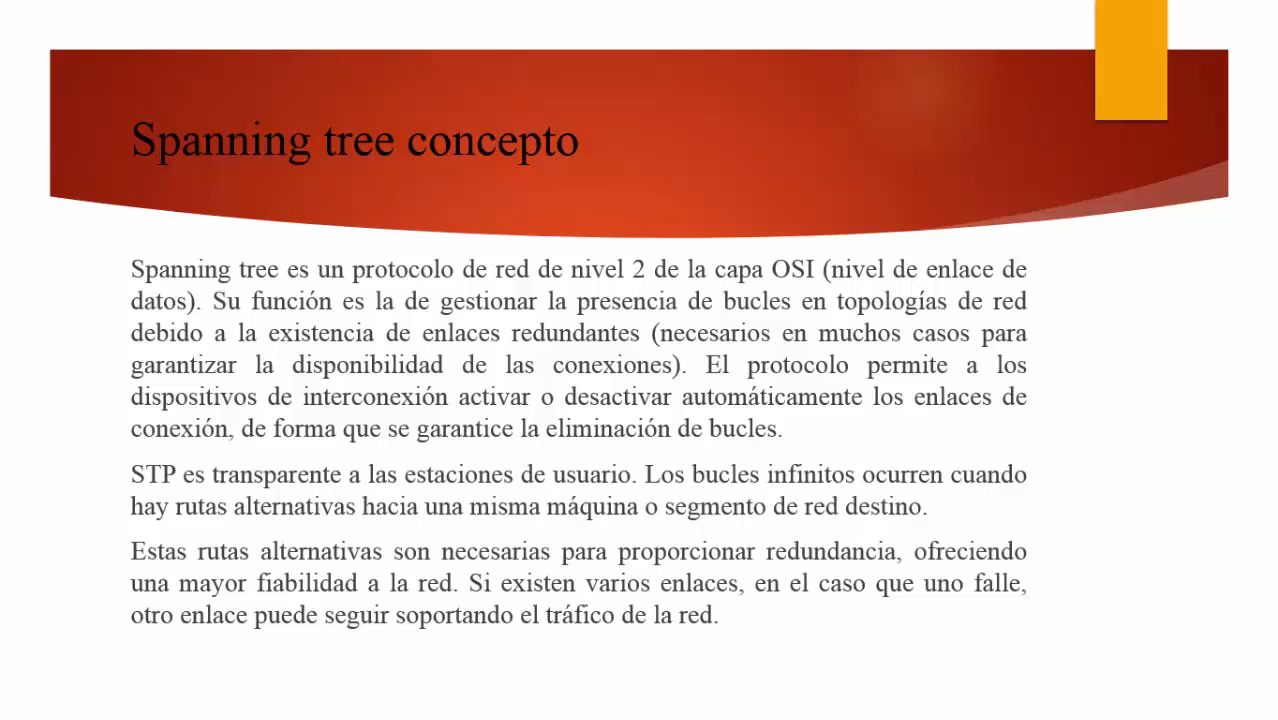 Spanning tree concepto
Spanning tree es un protocolo de red de nivel 2 de la capa OSI (nivel de enlace de
datos). Su función es la de gestionar la presencia de bucles en topologías de red
debido a la existencia de enlaces redundantes (necesarios en muchos casos para
garantizar la disponibilidad de las conexiones). El protocolo permite a los
dispositivos de interconexión activar o desactivar automáticamente los enlaces de
conexión, de forma que se garantice la eliminación de bucles.
STP es transparente a las estaciones de usuario. Los bucles infinitos ocurren cuando
hay rutas alternativas hacia una misma máquina o segmento de red destino.
Estas rutas alternativas son necesarias para proporcionar redundancia, ofreciendo
una mayor fiabilidad a la red. Si existen varios enlaces, en el caso que uno falle,
otro enlace puede seguir soportando el tráfico de la red.